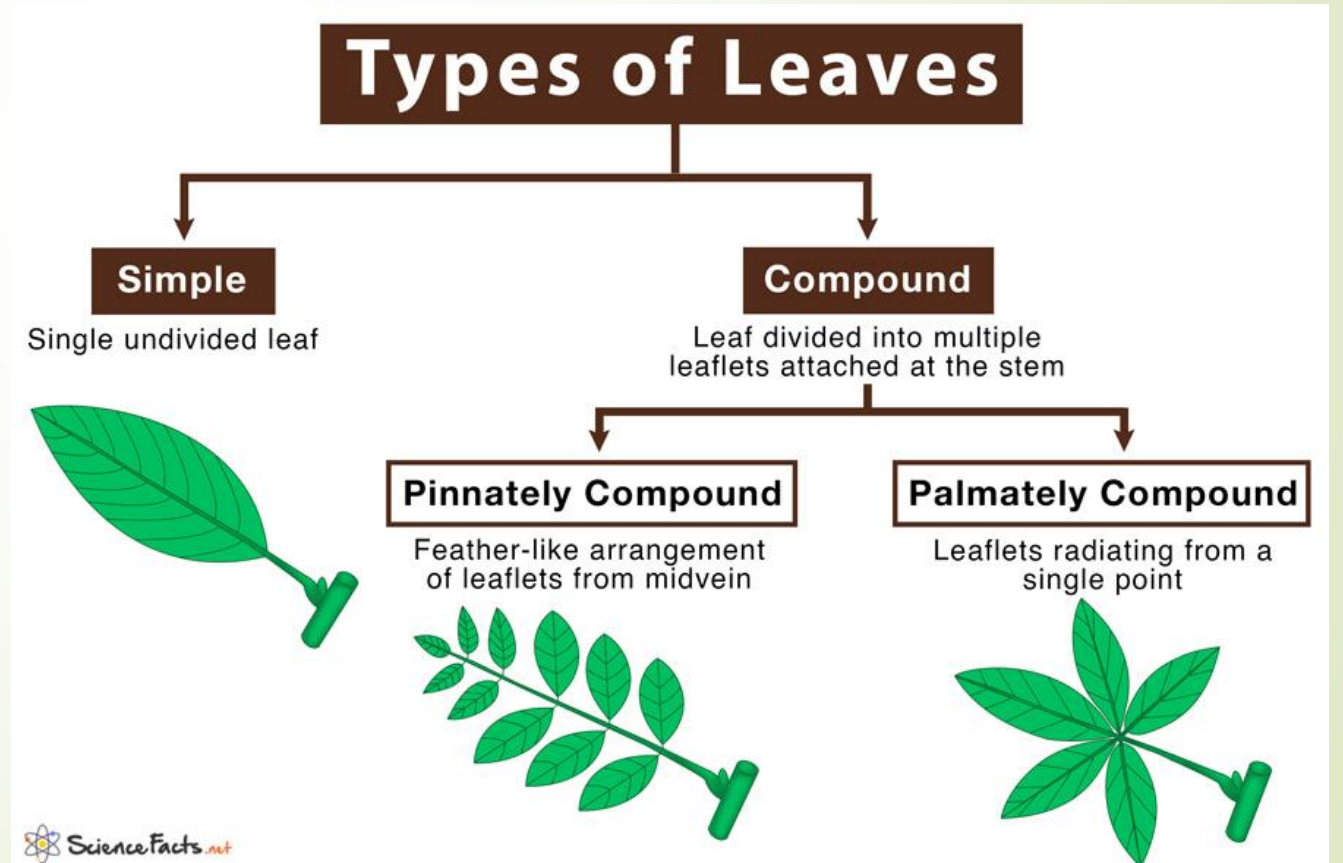 Types of Leaves
Simple
Single undivided leaf
Compound
Leaf divided into multiple
leaflets attached at the stem
Pinnately Compound
Feather-like arrangement
of leaflets from midvein
Palmately Compound
Leaflets radiating from a
single point
ScienceFacts.net